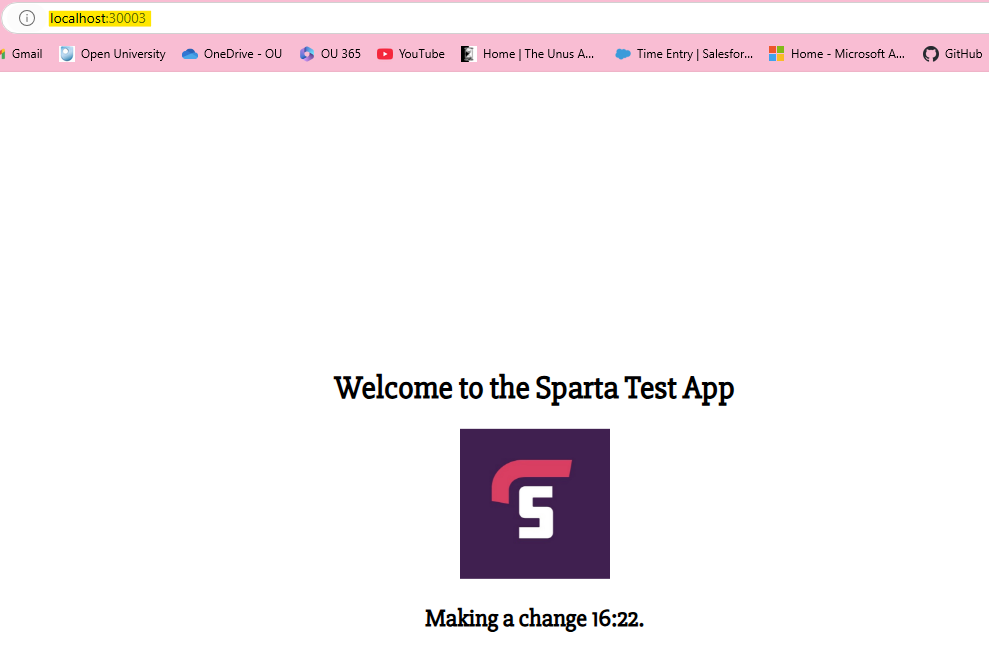 localhost:30003
Gmail Open University OneDrive - OU OU 365 YouTube Home | The Unus A... Time Entry | Salesfor... Home - Microsoft A... GitHub
Welcome to the Sparta Test App
S
Making a change 16:22.